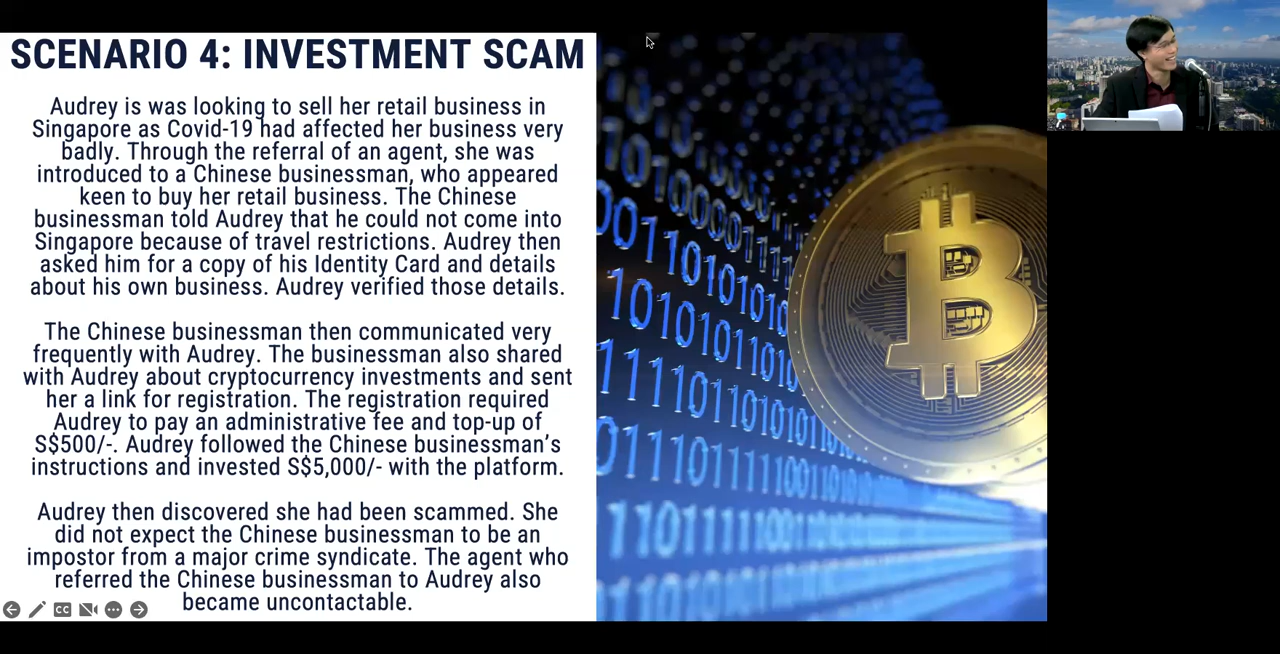 SCENARIO 4: INVESTMENT SCAM
Audrey is was looking to sell her retail business in
Singapore as Covid-19 had affected her business very
badly. Through the referral of an agent, she was
introduced to a Chinese businessman, who appeared
keen to buy her retail business. The Chinese
businessman told Audrey that he could not come into
Singapore because of travel restrictions. Audrey then
asked him for a copy of his Identity Card and details
about his own business. Audrey verified those details.
The Chinese businessman then communicated very
frequently with Audrey. The businessman also shared
with Audrey about cryptocurrency investments and sent
her a link for registration. The registration required
Audrey to pay an administrative fee and top-up of
S$500/-. Audrey followed the Chinese businessman’s
instructions and invested S$5,000/- with the platform.
Audrey then discovered she had been scammed. She
did not expect the Chinese businessman to be an
impostor from a major crime syndicate. The agent who
referred the Chinese businessman to Audrey also
became uncontactable.
CC